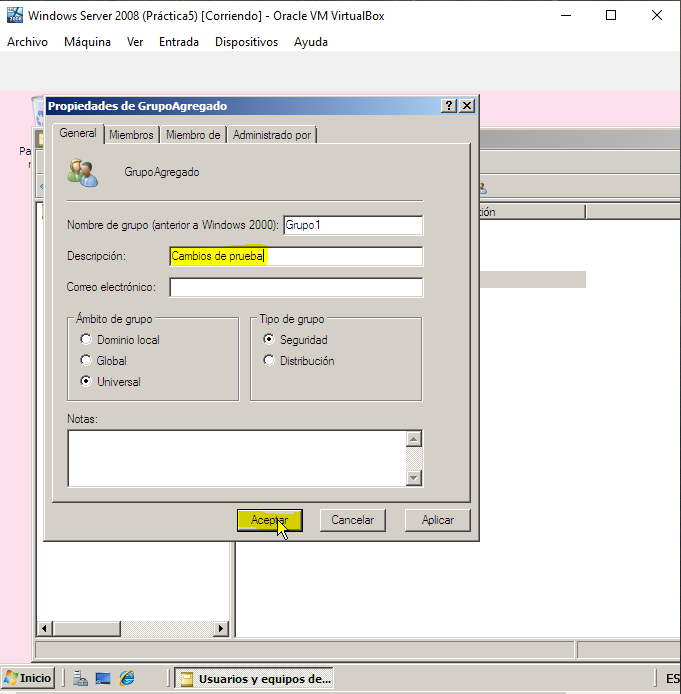 Windows Server 2008 (Práctica5) [Corriendo] - Oracle VM VirtualBox
Archivo Máquina Ver Entrada Dispositivos Ayuda
Propiedades de GrupoAgregado
General Miembros Miembro de Administrado por
GrupoAgregado
Nombre de grupo (anterior a Windows 2000): Grupo1
Descripción: Cambios de prueba
Correo electrónico:
Ámbito de grupo
Dominio local
Global
Universal
Tipo de grupo
Seguridad
Distribución
Notas:
Aceptar Cancelar Aplicar
Pa
ión
Inicio Usuarios y equipos de... ES